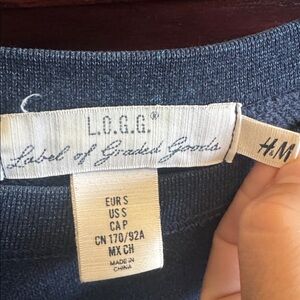 L.O.G.G.®
Label of Graded Goods
H&M
EUR S
US S
CA P
CN 170/92A
MX CH
MADE IN
CHINA